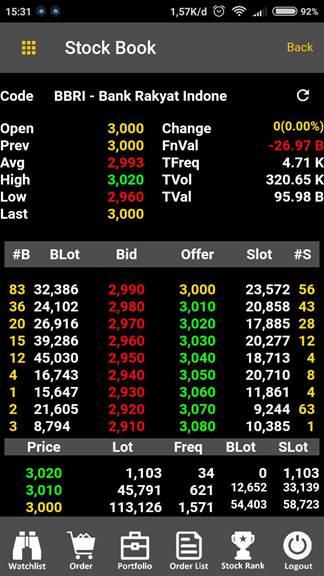 15:31 1,57K/d 92%
Stock Book Back
Code BBRI - Bank Rakyat Indone
Open 3,000 Change 0(0.00%)
Prev 3,000 FnVal -26.97 B
Avg 2,993 TFreq 4.71 K
High 3,020 TVol 320.65 K
Low 2,960 TVal 95.98 B
Last 3,000
#B BLot Bid Offer Slot #S
83 32,386 2,990 3,000 23,572 56
36 24,102 2,980 3,010 20,858 43
20 26,916 2,970 3,020 17,885 28
15 39,286 2,960 3,030 20,277 12
12 45,030 2,950 3,040 18,713 4
4 16,743 2,940 3,050 20,710 8
1 15,647 2,930 3,060 11,861 4
2 21,605 2,920 3,070 9,244 63
3 8,794 2,910 3,080 10,385 1
Price Lot Freq BLot SLot
3,020 1,103 34 0 1,103
3,010 45,791 621 12,652 33,139
3,000 113,126 1,571 54,403 58,723
Watchlist Order Portfolio Order List Stock Rank Logout